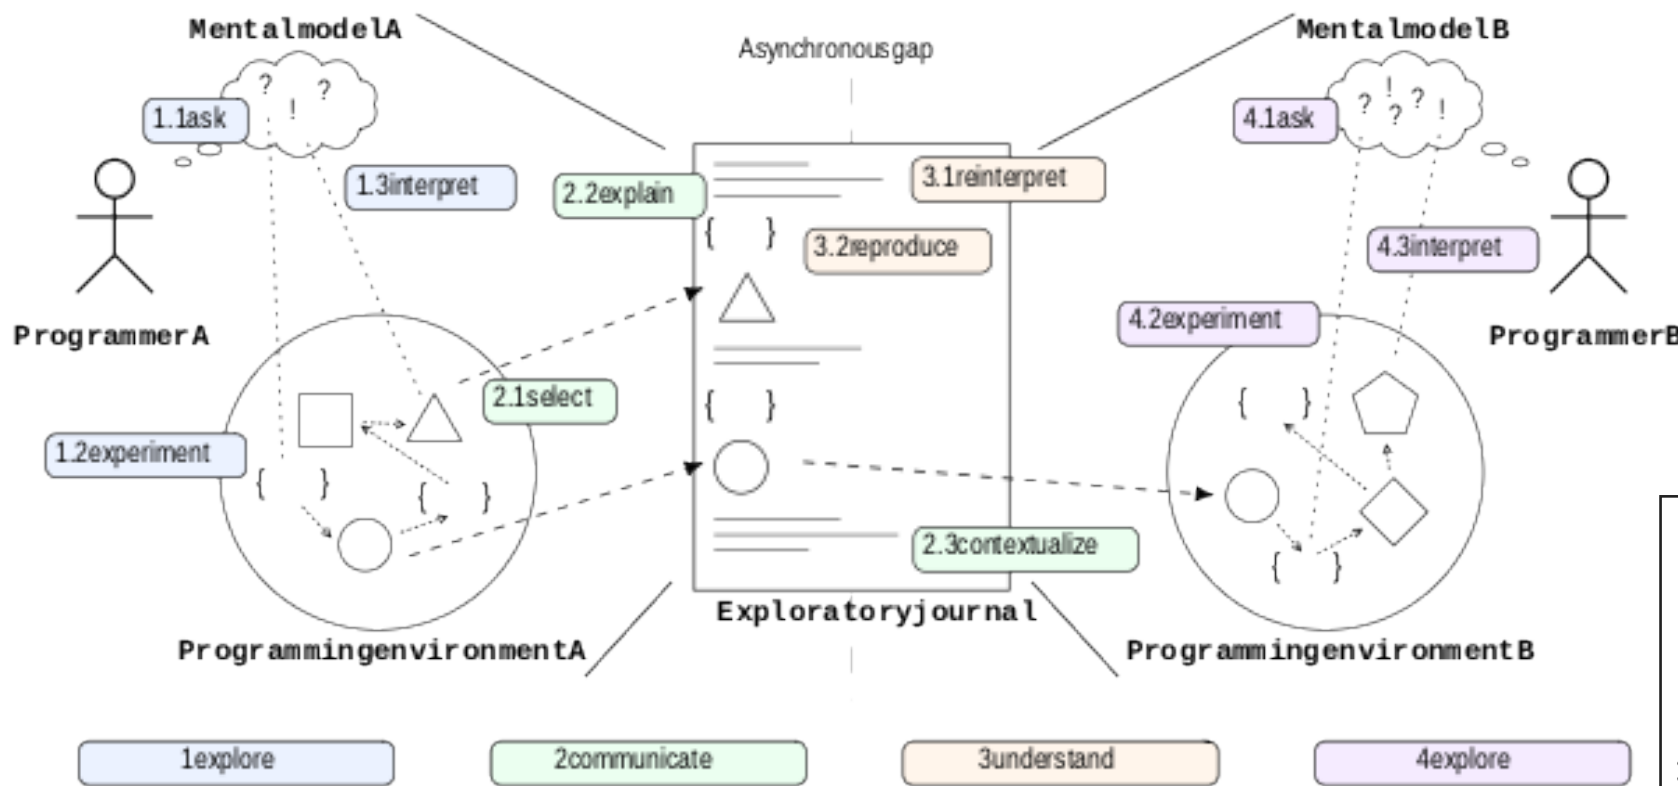 MentalmodelA
MentalmodelB
Asynchronousgap
? ? !
! ? ? ? !
1.1ask
4.1ask
1.3interpret
2.2explain
3.1reinterpret
{ }
3.2reproduce
4.3interpret
ProgrammerA
4.2experiment
ProgrammerB
2.1select
{ }
{ }
1.2experiment
{ }
{ }
2.3contextualize
{ }
Exploratoryjournal
ProgrammingenvironmentA
ProgrammingenvironmentB
1explore
2communicate
3understand
4explore